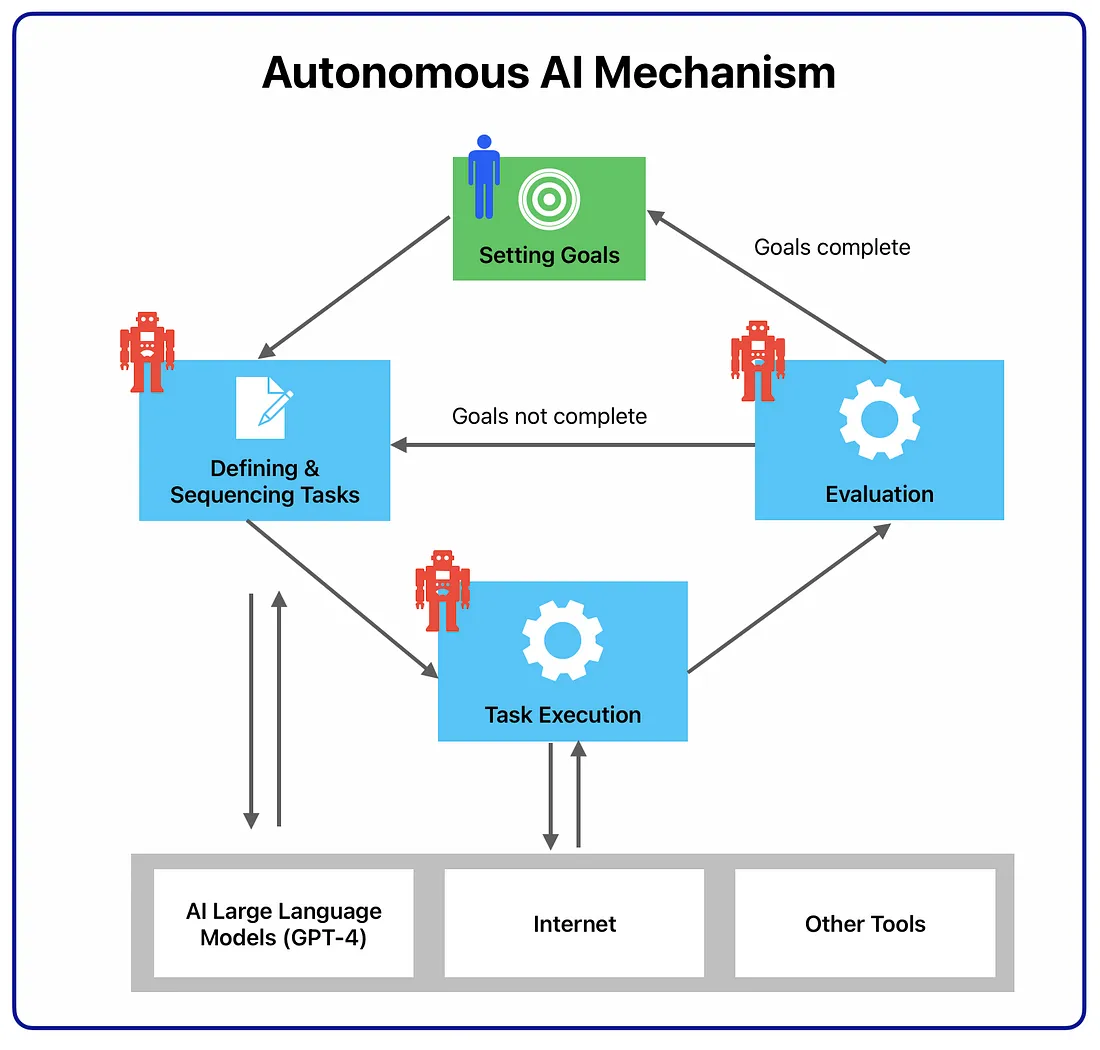 Autonomous AI Mechanism
Setting Goals
Goals complete
Goals not complete
Defining &
Sequencing Tasks
Evaluation
Task Execution
AI Large Language
Models (GPT-4)
Internet
Other Tools